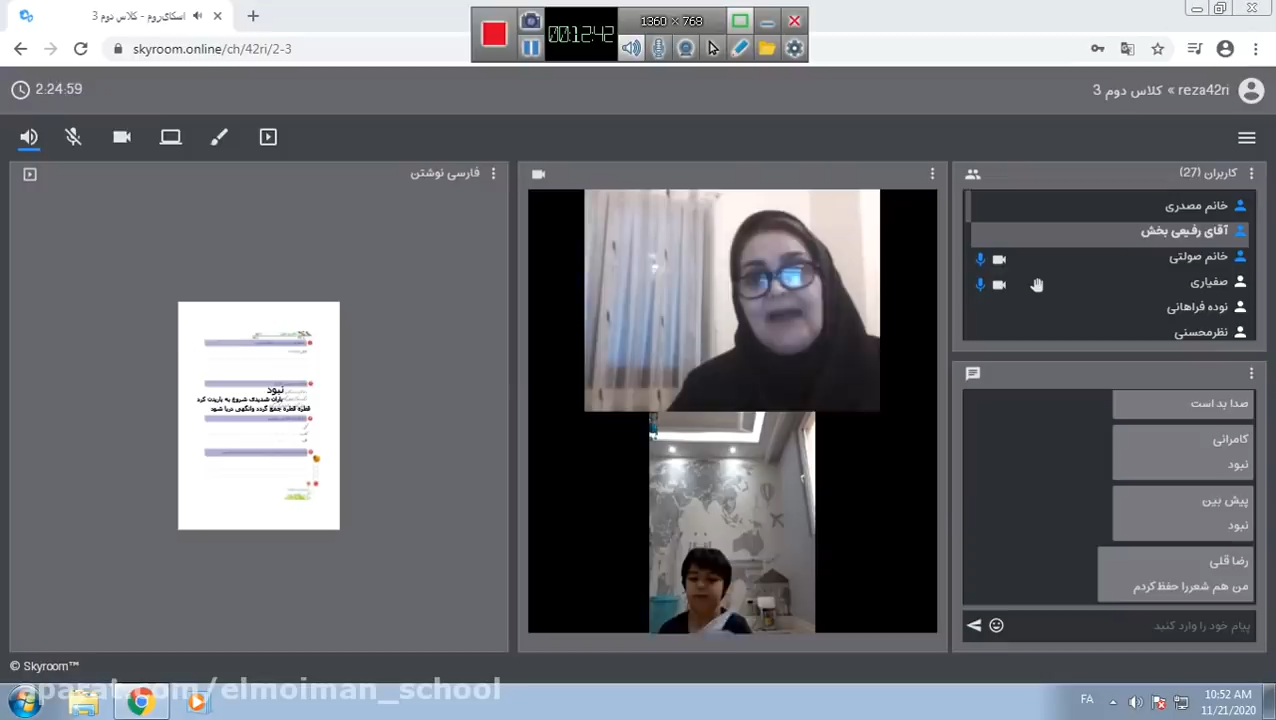 اسکای‌روم - کلاس دوم 3
00:12:42
1360 × 768
skyroom.online/ch/42ri/2-3
2:24:59
reza42ri » کلاس دوم 3
فارسی نوشتن
نبود
باران شدیدی شروع به باریدت کرد
قطره قطره جمع گردد وانگهی دریا شود
کاربران (27)
خانم مصدری
آقای رفیعی بخش
خانم صولتی
صفیاری
نوده فراهانی
نظرمحسنی
صدا بد است
کامرانی
نبود
پیش بین
نبود
رضا قلی
من هم شعررا حفظ کردم
پیام خود را وارد کنید
© Skyroom™
aparat.com/elmoiman_school
FA
10:52 AM
11/21/2020